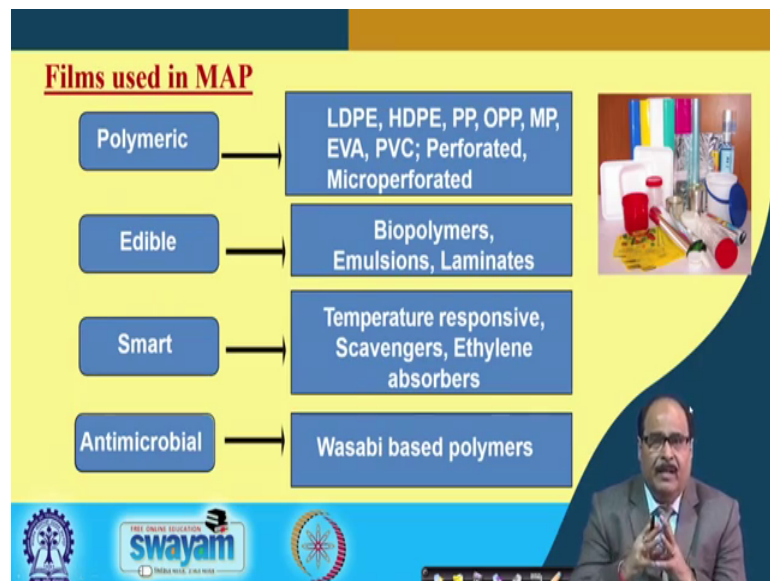 Films used in MAP
Polymeric
LDPE, HDPE, PP, OPP, MP,
EVA, PVC; Perforated,
Microperforated
Edible
Biopolymers,
Emulsions, Laminates
Smart
Temperature responsive,
Scavengers, Ethylene
absorbers
Antimicrobial
Wasabi based polymers
FREE ONLINE EDUCATION
swayam